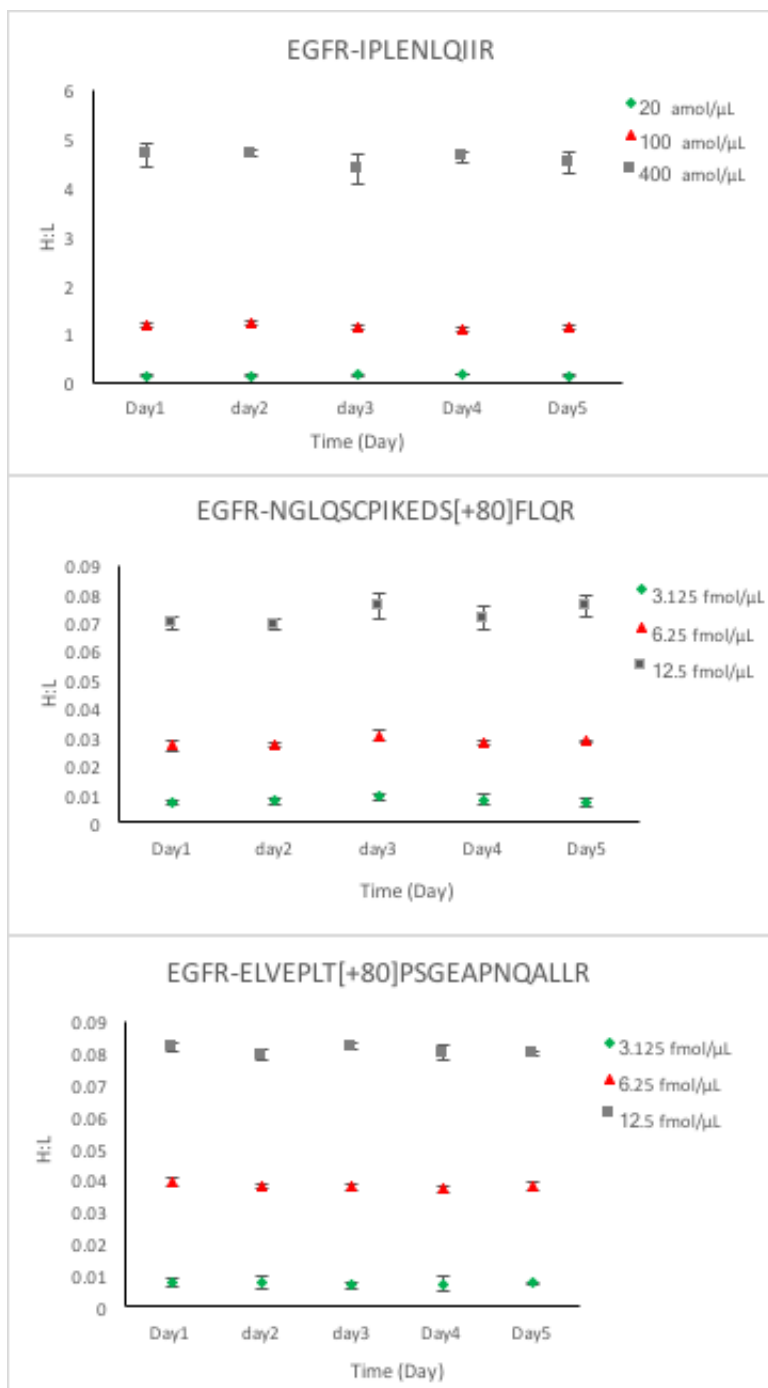 EGFR-IPLENLQIIR
6
5
4
3
2
1
0
H:L
Day1 day2 day3 Day4 Day5
Time (Day)
20 amol/μL
100 amol/μL
400 amol/μL
EGFR-NGLQSCPIKEDS[+80]FLQR
0.09
0.08
0.07
0.06
0.05
0.04
0.03
0.02
0.01
0
H:L
Day1 day2 day3 Day4 Day5
Time (Day)
3.125 fmol/μL
6.25 fmol/μL
12.5 fmol/μL
EGFR-ELVEPLT[+80]PSGEAPNQALLR
0.09
0.08
0.07
0.06
0.05
0.04
0.03
0.02
0.01
0
H:L
Day1 day2 day3 Day4 Day5
Time (Day)
3.125 fmol/μL
6.25 fmol/μL
12.5 fmol/μL